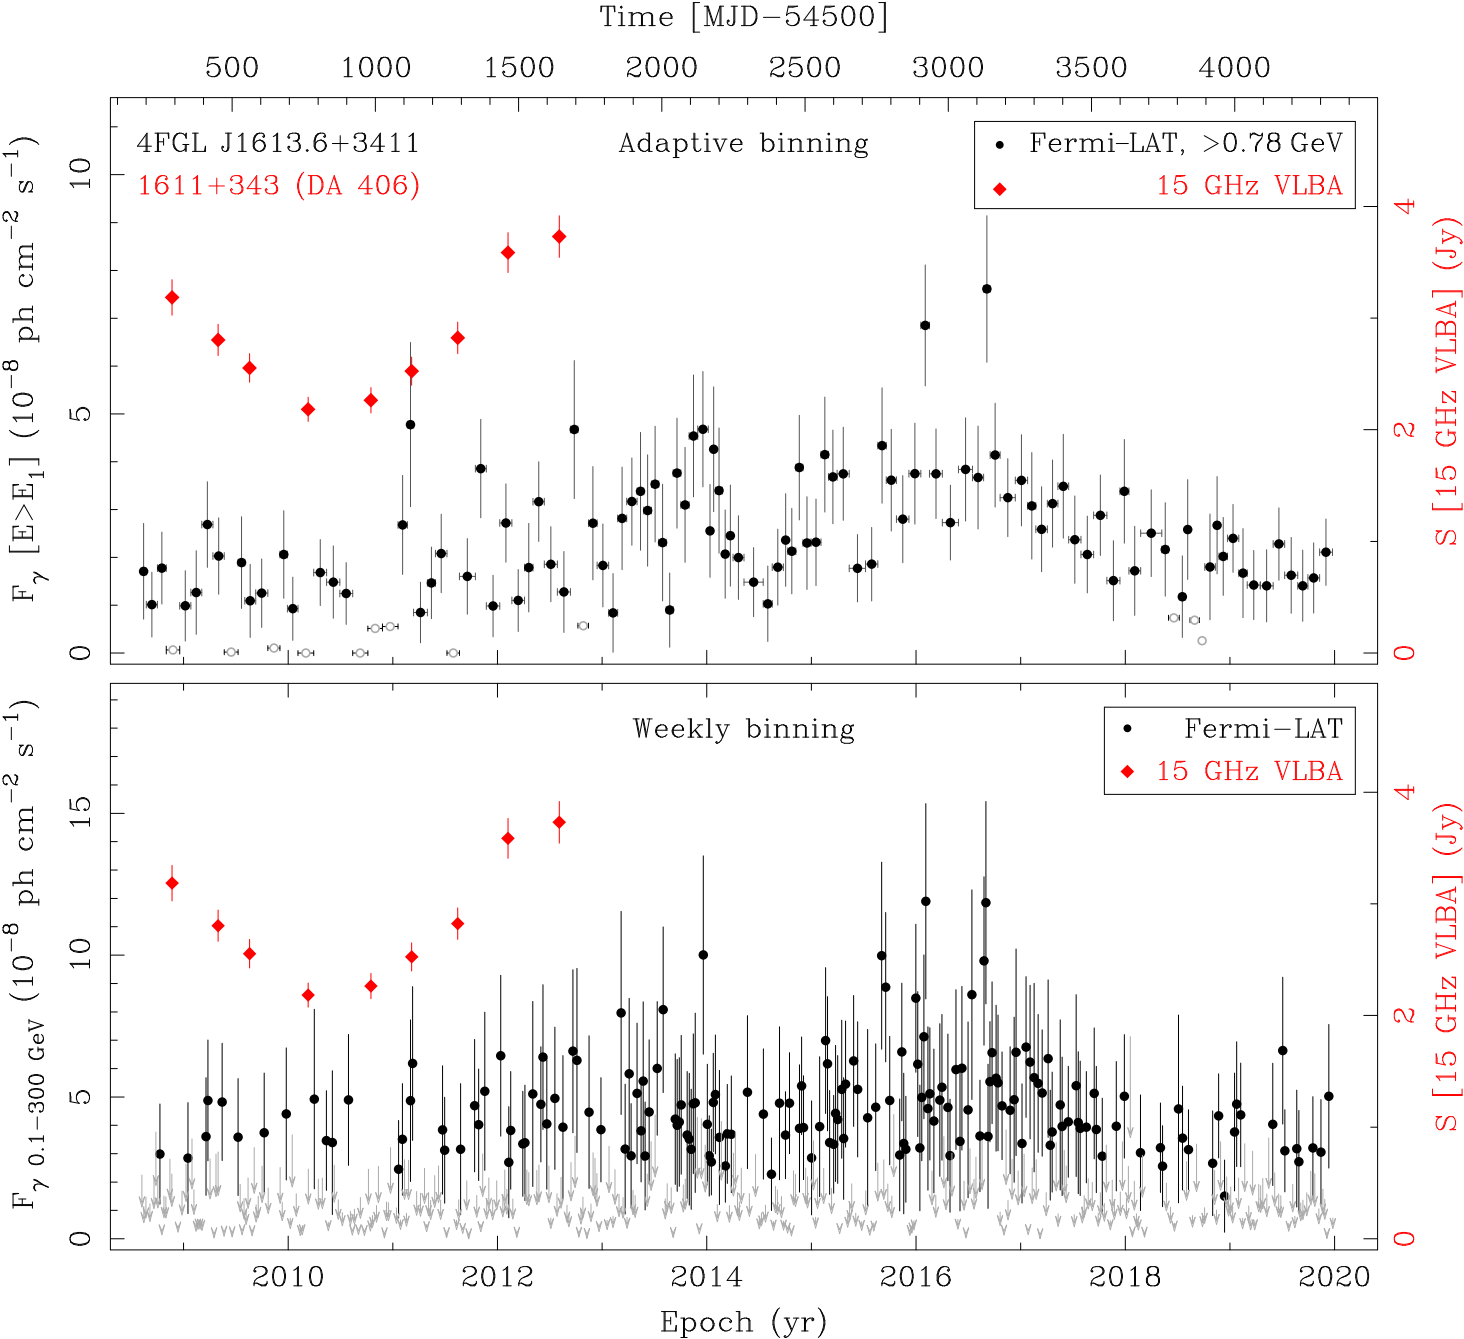 Time [MJD−54500]
500 1000 1500 2000 2500 3000 3500 4000
4FGL J1613.6+3411
1611+343 (DA 406)
Adaptive binning
Fermi−LAT, >0.78 GeV
15 GHz VLBA
F_γ [E>E_1] (10^−8 ph cm^−2 s^−1)
10
5
0
S [15 GHz VLBA] (Jy)
4
2
0
Weekly binning
Fermi−LAT
15 GHz VLBA
F_γ 0.1−300 GeV (10^−8 ph cm^−2 s^−1)
15
10
5
0
S [15 GHz VLBA] (Jy)
4
2
0
2010 2012 2014 2016 2018 2020
Epoch (yr)